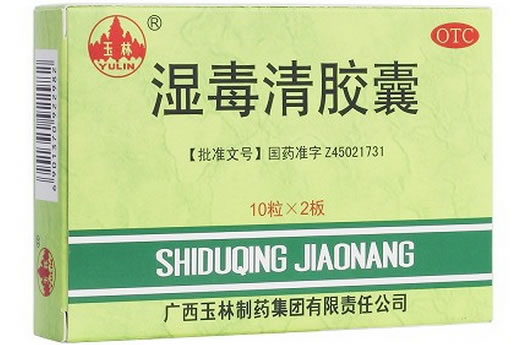 玉林
YULIN
®
OTC
湿毒清胶囊
【批准文号】国药准字 Z45021731
10粒×2板
SHIDUQING JIAONANG
广西玉林制药集团有限责任公司
6901570922982